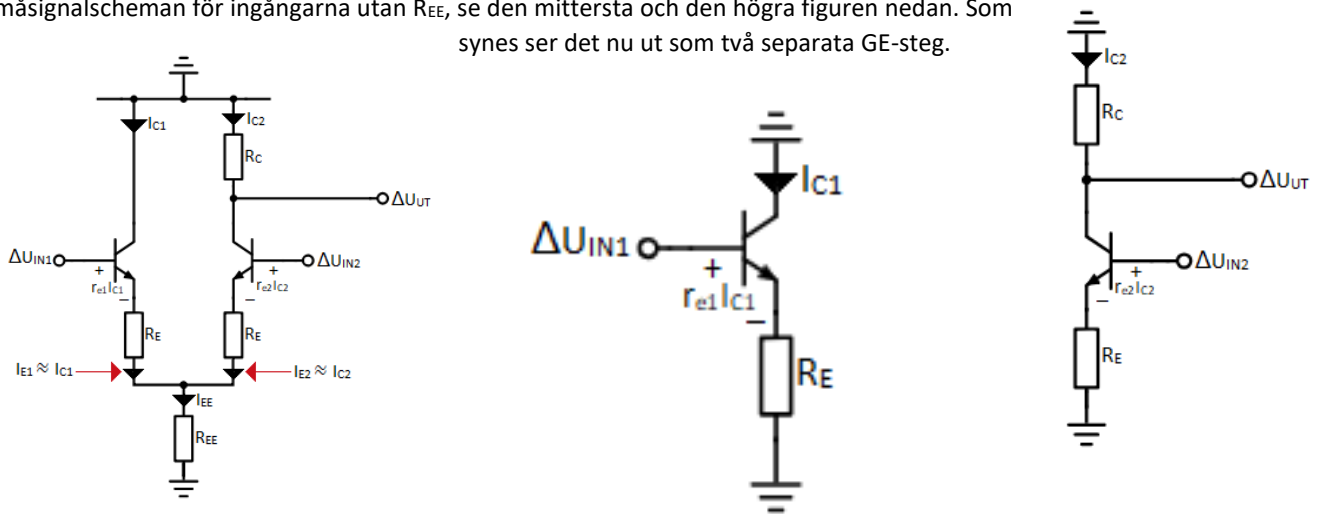 måsignalscheman för ingångarna utan REE, se den mittersta och den högra figuren nedan. Som
synes ser det nu ut som två separata GE-steg.
IC1
IC2
RC
ΔUUT
ΔUIN1
+
re1IC1
–
ΔUIN2
+
re2IC2
–
RE
RE
IE1 ≈ IC1
IE2 ≈ IC2
IEE
REE
IC1
ΔUIN1
+
re1IC1
–
RE
IC2
RC
ΔUUT
ΔUIN2
+
re2IC2
–
RE